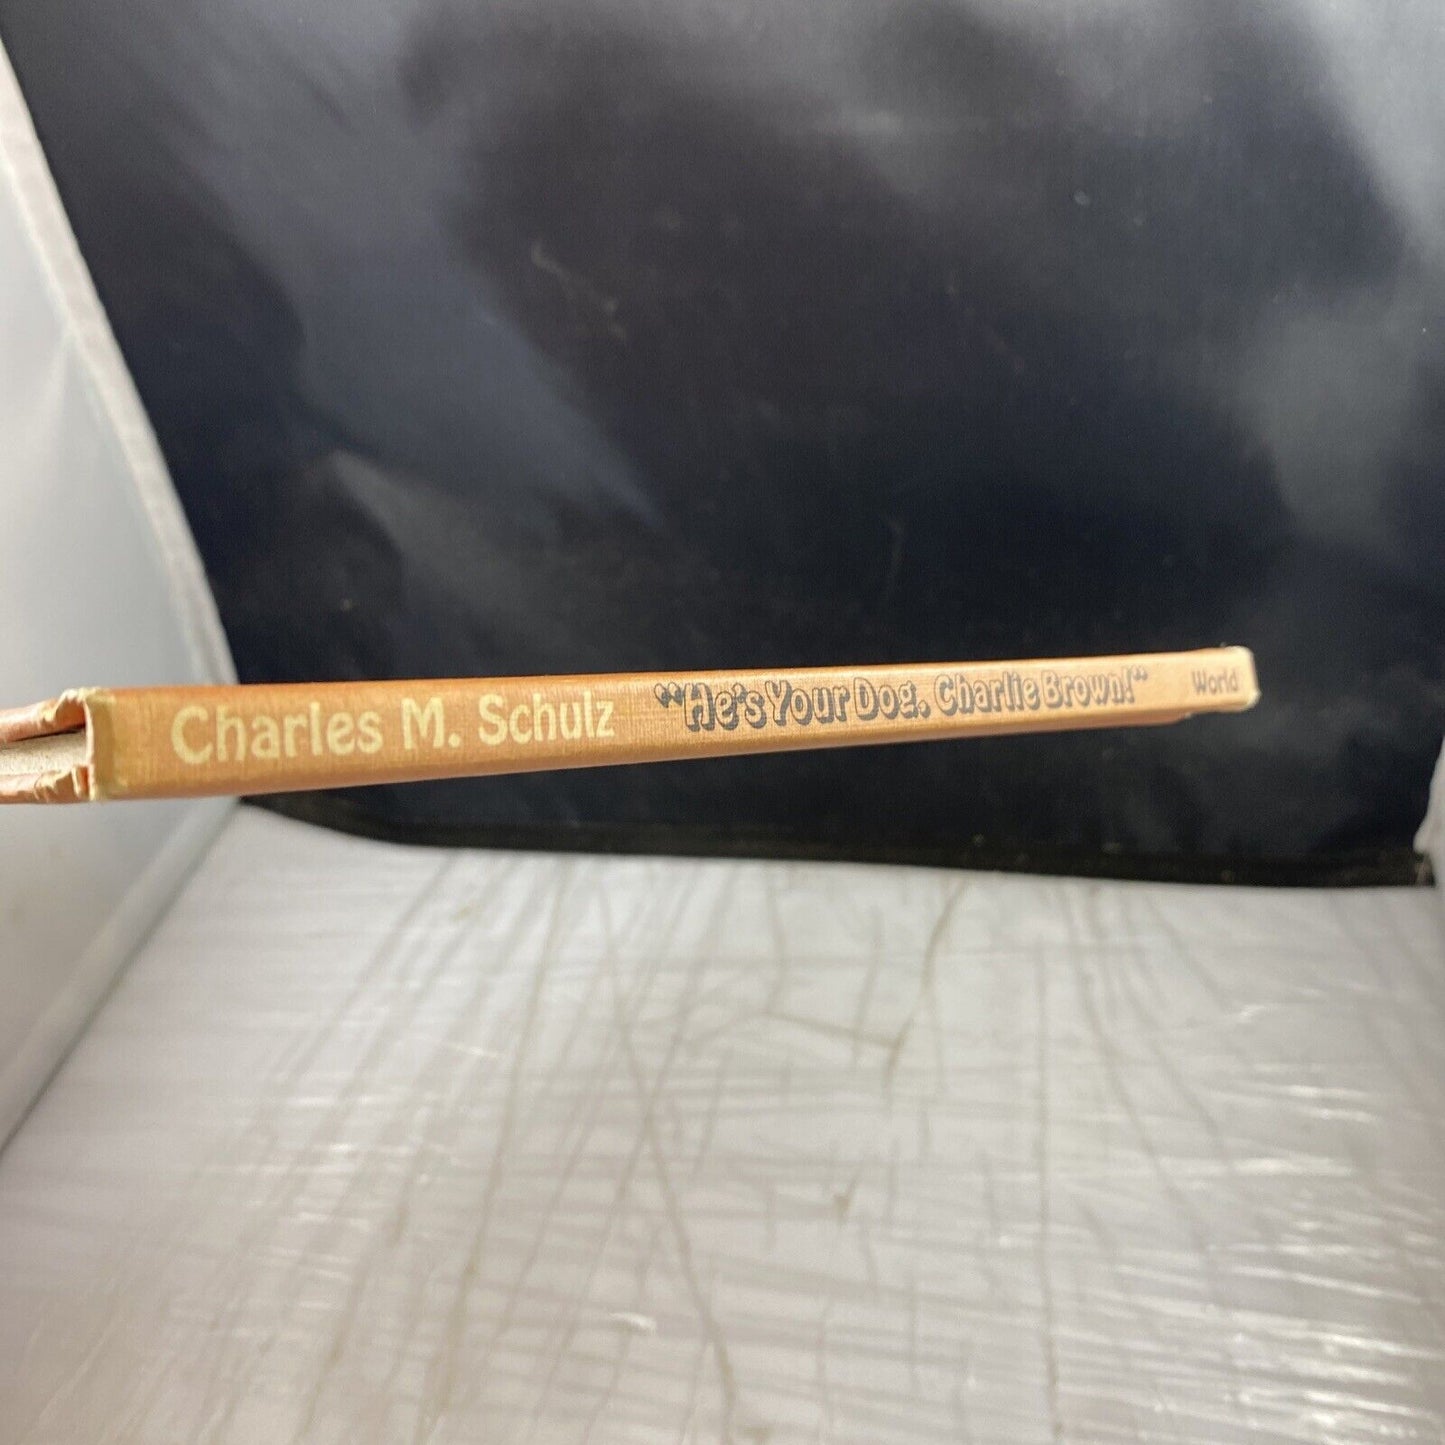 Charles M. Schulz "He's Your Dog, Charlie Brown!" World